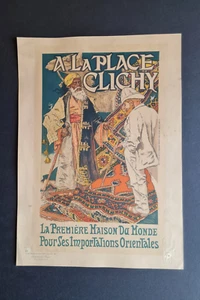 A LA PLACE
CLICHY
LA PREMIÈRE MAISON DU MONDE
POUR SES IMPORTATIONS ORIENTALES